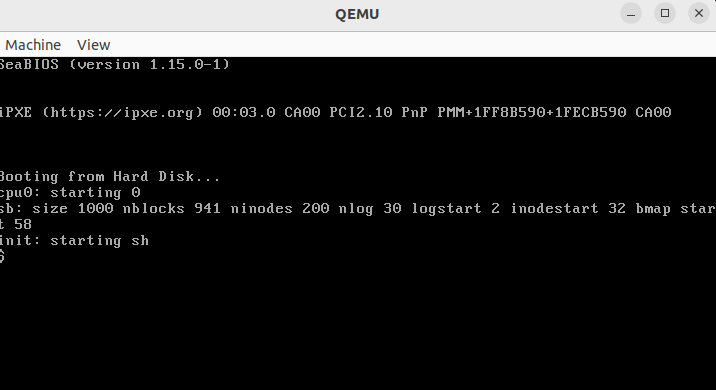 QEMU
Machine View
SeaBIOS (version 1.15.0-1)
iPXE (https://ipxe.org) 00:03.0 CA00 PCI2.10 PnP PMM+1FF8B590+1FECB590 CA00
Booting from Hard Disk...
cpu0: starting 0
sb: size 1000 nblocks 941 ninodes 200 nlog 30 logstart 2 inodestart 32 bmap star
t 58
init: starting sh
$